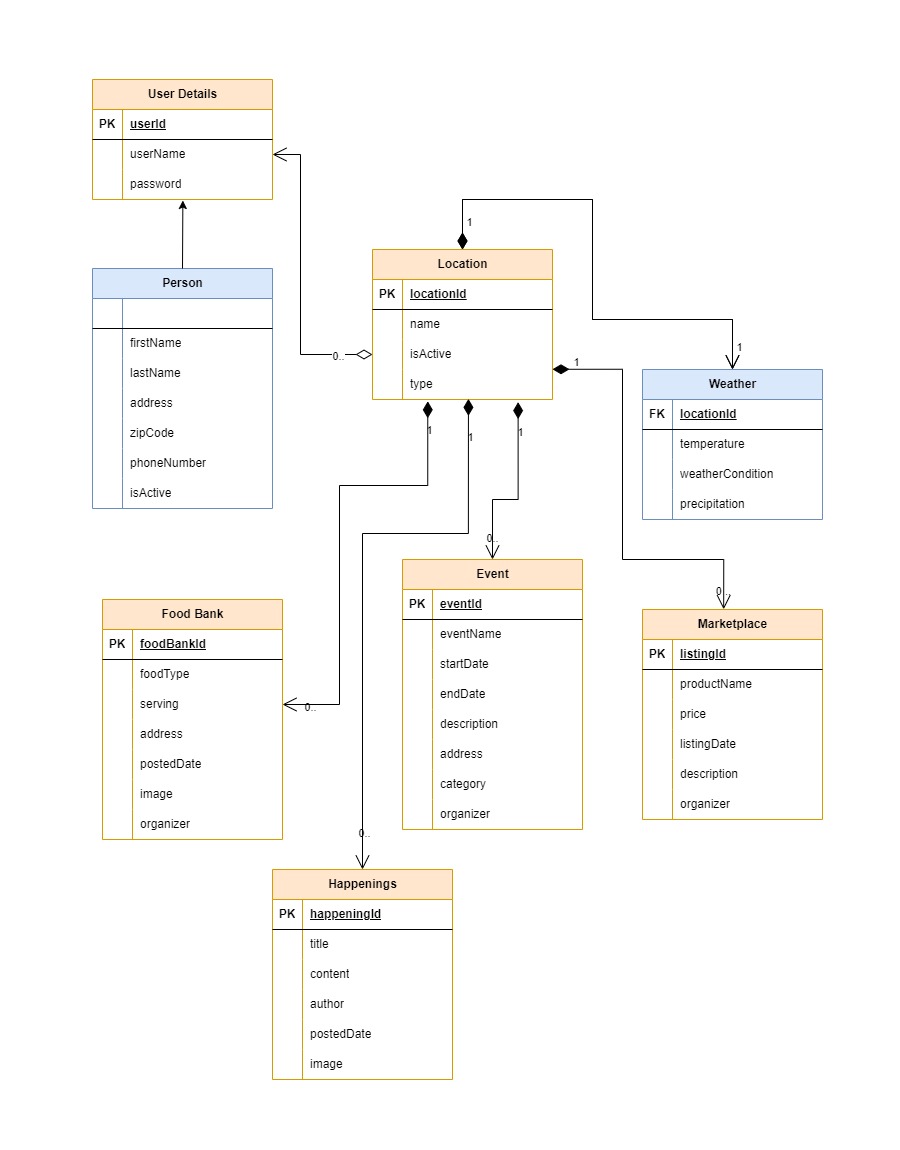 User Details
PK userId
userName
password
Person
firstName
lastName
address
zipCode
phoneNumber
isActive
1
Location
PK locationId
name
isActive
type
0..
1
1
1
1
1
Weather
FK locationId
temperature
weatherCondition
precipitation
0..
Event
PK eventId
eventName
startDate
endDate
description
address
category
organizer
0..
Marketplace
PK listingId
productName
price
listingDate
description
organizer
Food Bank
PK foodBankId
foodType
serving
address
postedDate
image
organizer
0..
0..
Happenings
PK happeningId
title
content
author
postedDate
image